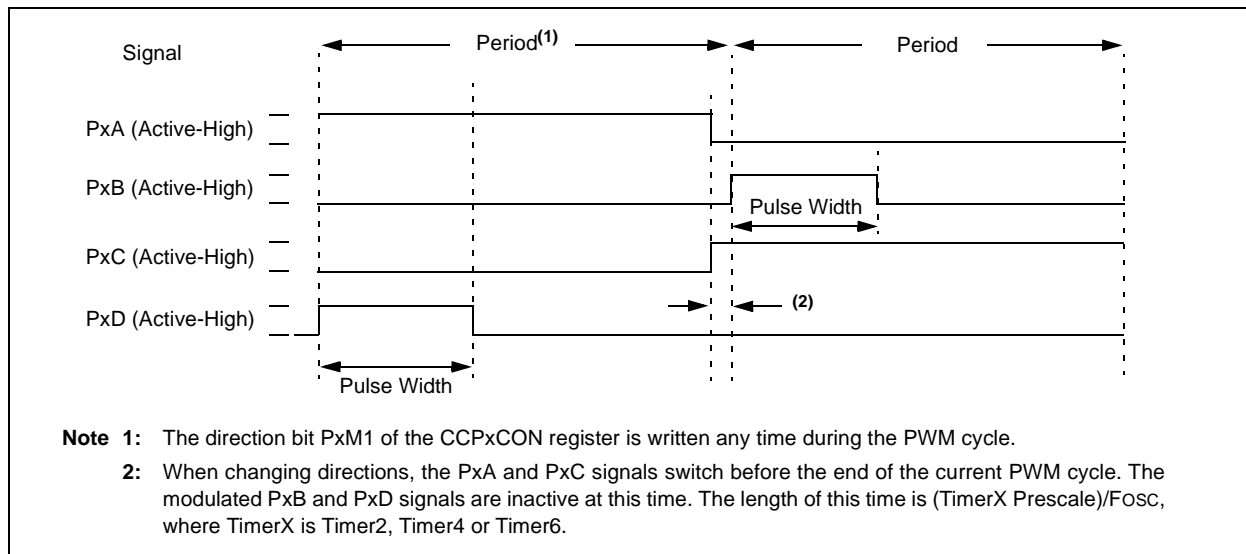 Signal
Period(1)
Period
PxA (Active-High)
PxB (Active-High)
Pulse Width
PxC (Active-High)
(2)
PxD (Active-High)
Pulse Width
Note 1: The direction bit PxM1 of the CCPxCON register is written any time during the PWM cycle.
2: When changing directions, the PxA and PxC signals switch before the end of the current PWM cycle. The
modulated PxB and PxD signals are inactive at this time. The length of this time is (TimerX Prescale)/FOSC,
where TimerX is Timer2, Timer4 or Timer6.